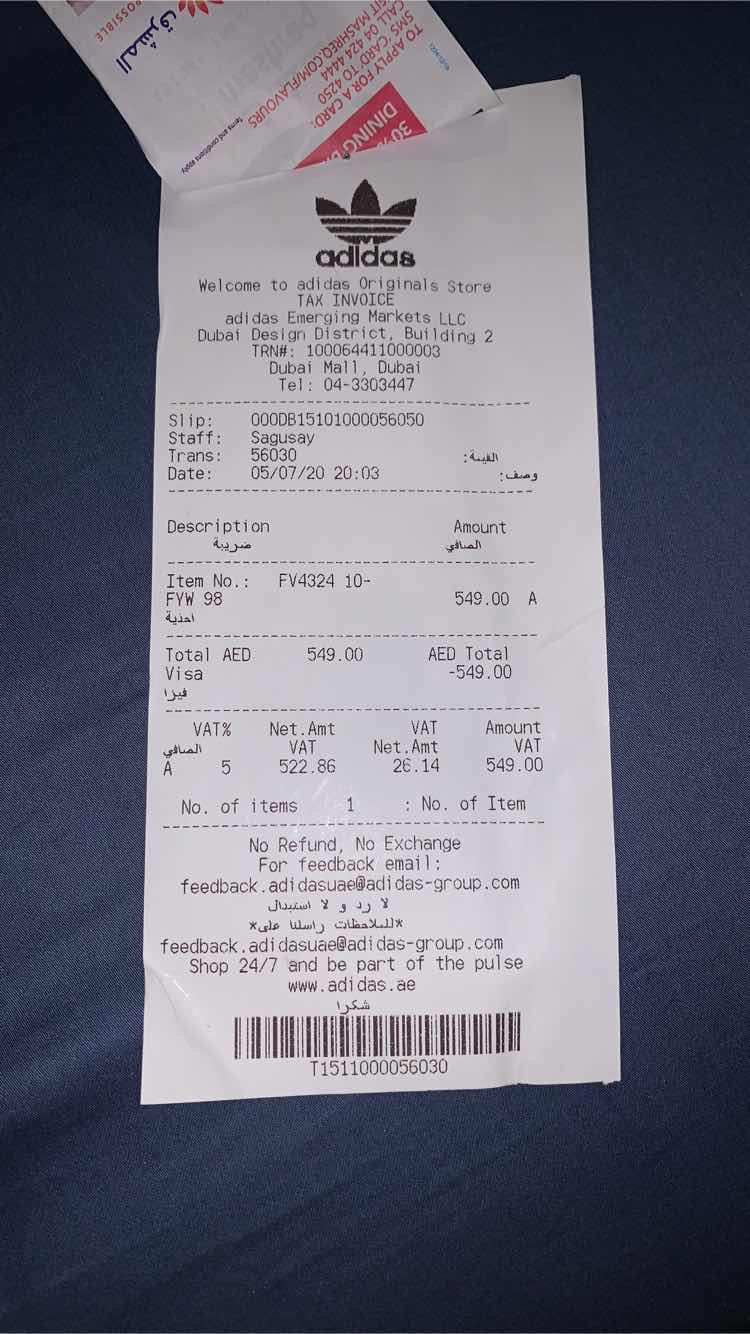 المشرق
POSSIBLE
TO APPLY FOR A CARD:
SMS 'CARD' TO 4250
CALL 04 424 4444
MASHREQ.COM/FLAVOURS
Terms and conditions apply.
30%
DINING
adidas
Welcome to adidas Originals Store
TAX INVOICE
adidas Emerging Markets LLC
Dubai Design District, Building 2
TRN#: 100064411000003
Dubai Mall, Dubai
Tel: 04-3303447
Slip: 000DB15101000056050
Staff: Sagusay
Trans: 56030 القيمة:
Date: 05/07/20 20:03 وصف:
Description Amount
ضريبة الصافي
Item No.: FV4324 10-
FYW 98 549.00 A
احذية
Total AED 549.00 AED Total
Visa -549.00
فيزا
VAT% Net.Amt VAT Amount
الصافي VAT Net.Amt VAT
A 5 522.86 26.14 549.00
No. of items 1 : No. of Item
No Refund, No Exchange
For feedback email:
feedback.adidasuae@adidas-group.com
لا رد و لا استبدال
*للملاحظات راسلنا على*
feedback.adidasuae@adidas-group.com
Shop 24/7 and be part of the pulse
www.adidas.ae
شكرا
T1511000056030